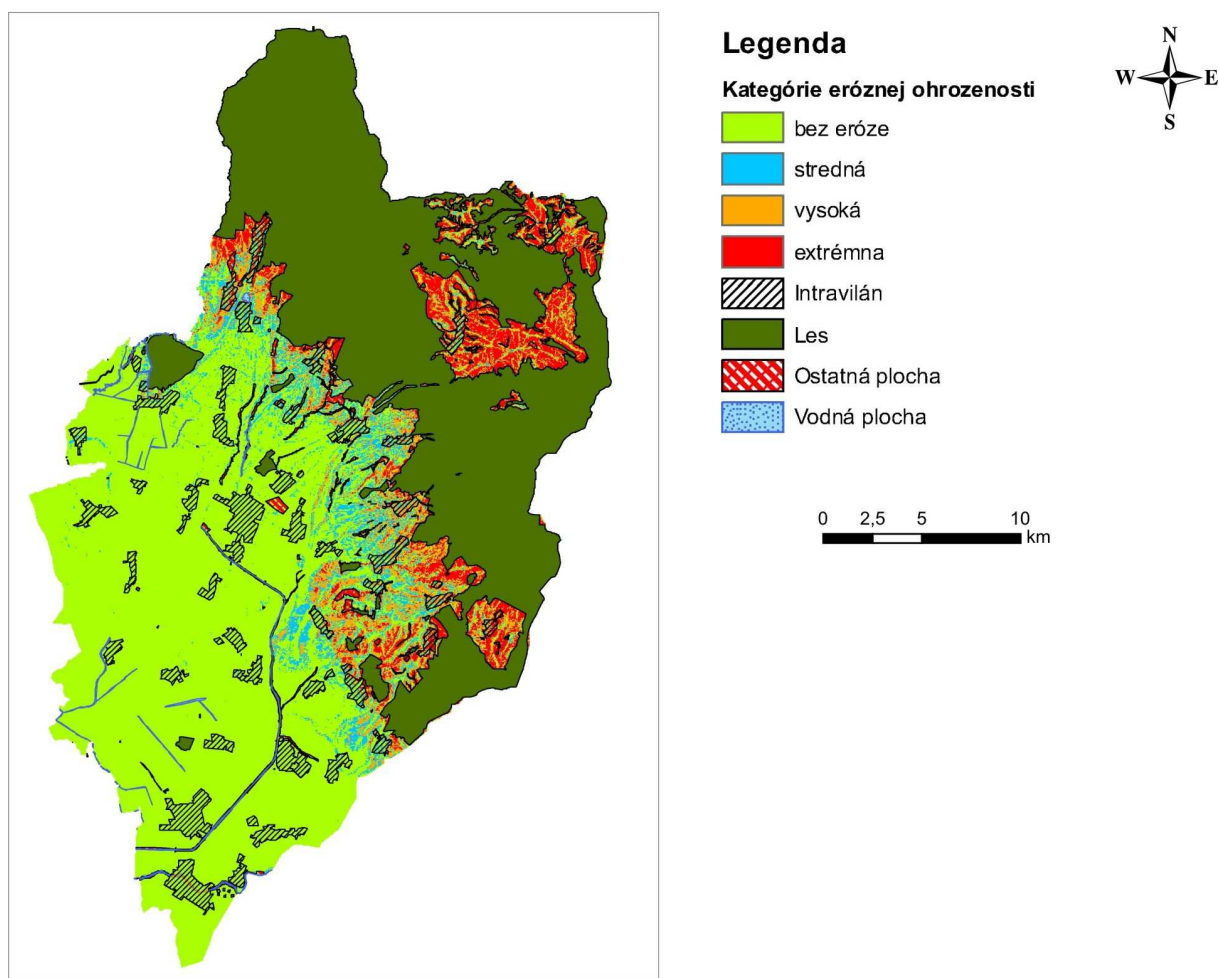 Legenda
Kategórie eróznej ohrozenosti
bez eróze
stredná
vysoká
extrémna
Intravilán
Les
Ostatná plocha
Vodná plocha
N
W E
S
0 2,5 5 10
km